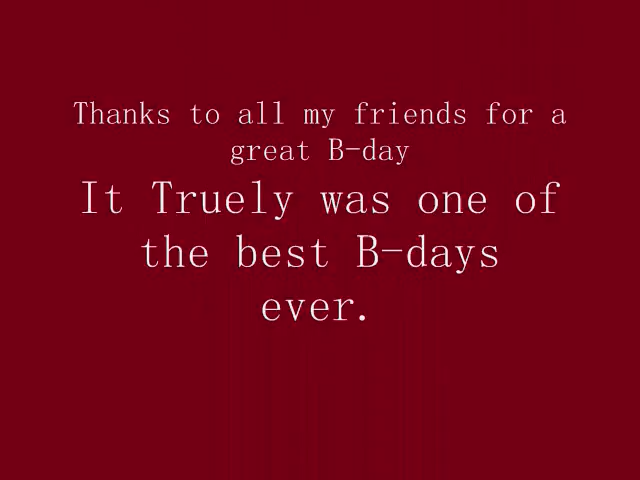 Thanks to all my friends for a
great B-day
It Truely was one of
the best B-days
ever.